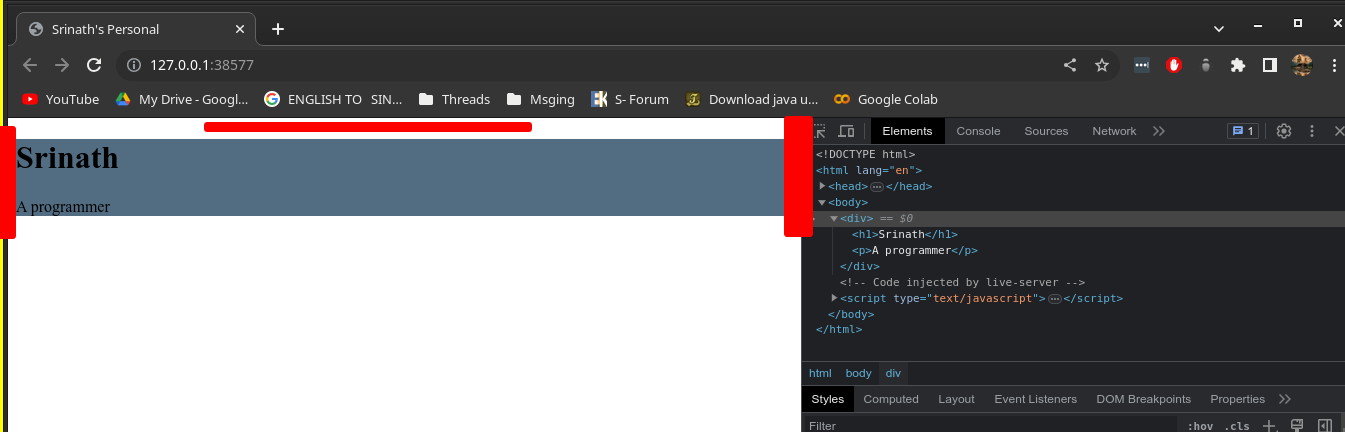 Srinath's Personal
127.0.0.1:38577
YouTube My Drive - Googl... ENGLISH TO SIN... Threads Msging S- Forum Download java u... Google Colab
Elements Console Sources Network 1
Srinath
A programmer
<!DOCTYPE html>
<html lang="en">
<head>…</head>
<body>
<div> == $0
<h1>Srinath</h1>
<p>A programmer</p>
</div>
<!-- Code injected by live-server -->
<script type="text/javascript">…</script>
</body>
</html>
html body div
Styles Computed Layout Event Listeners DOM Breakpoints Properties
Filter :hov .cls